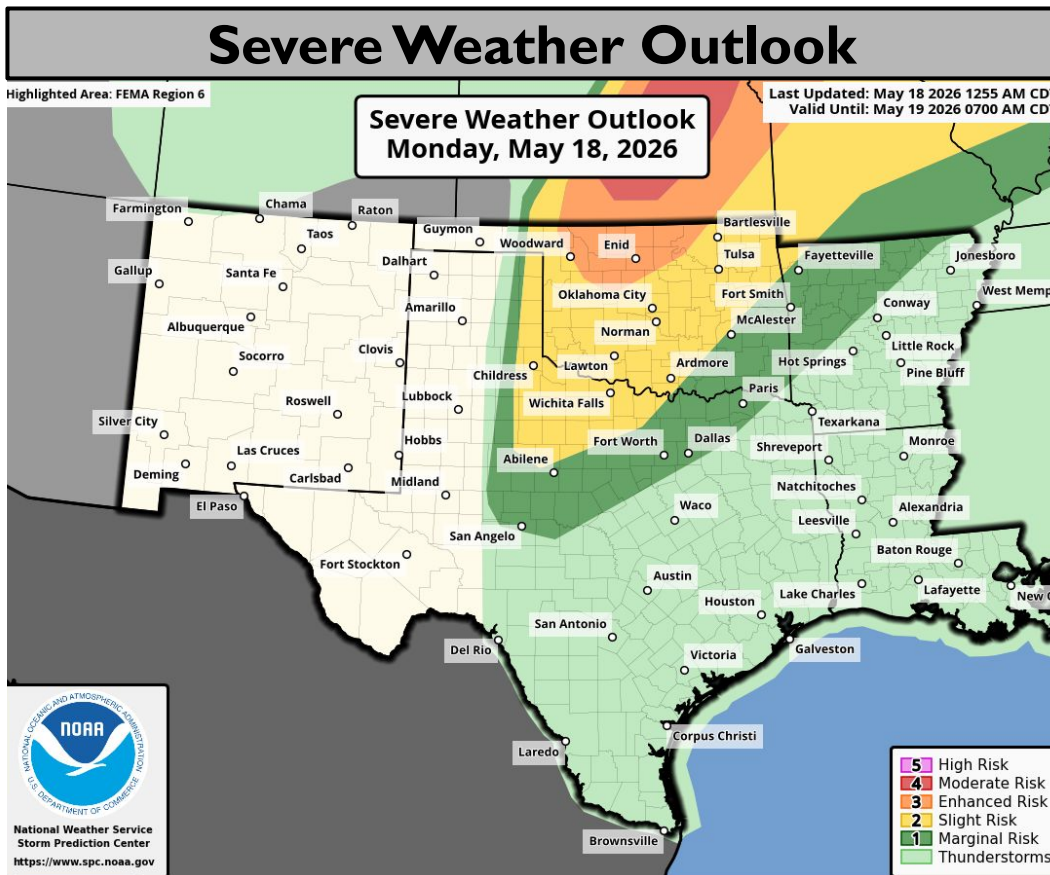 Severe Weather Outlook
Highlighted Area: FEMA Region 6
Severe Weather Outlook
Monday, May 18, 2026
Last Updated: May 18 2026 1255 AM CD
Valid Until: May 19 2026 0700 AM CD
Farmington
Chama
Raton
Taos
Guymon
Woodward
Enid
Bartlesville
Gallup
Santa Fe
Dalhart
Tulsa
Fayetteville
Jonesboro
Albuquerque
Amarillo
Oklahoma City
Fort Smith
Conway
West Memp
Norman
McAlester
Socorro
Clovis
Childress
Lawton
Ardmore
Hot Springs
Little Rock
Pine Bluff
Roswell
Lubbock
Wichita Falls
Paris
Silver City
Texarkana
Las Cruces
Hobbs
Fort Worth
Dallas
Shreveport
Monroe
Deming
Carlsbad
Midland
Abilene
Natchitoches
El Paso
Waco
Alexandria
San Angelo
Leesville
Fort Stockton
Baton Rouge
Austin
Lake Charles
Lafayette
New
Houston
San Antonio
Del Rio
Victoria
Galveston
Laredo
Corpus Christi
Brownsville
NATIONAL OCEANIC AND ATMOSPHERIC ADMINISTRATION
NOAA
U.S. DEPARTMENT OF COMMERCE
National Weather Service
Storm Prediction Center
https://www.spc.noaa.gov
5 High Risk
4 Moderate Risk
3 Enhanced Risk
2 Slight Risk
1 Marginal Risk
Thunderstorms